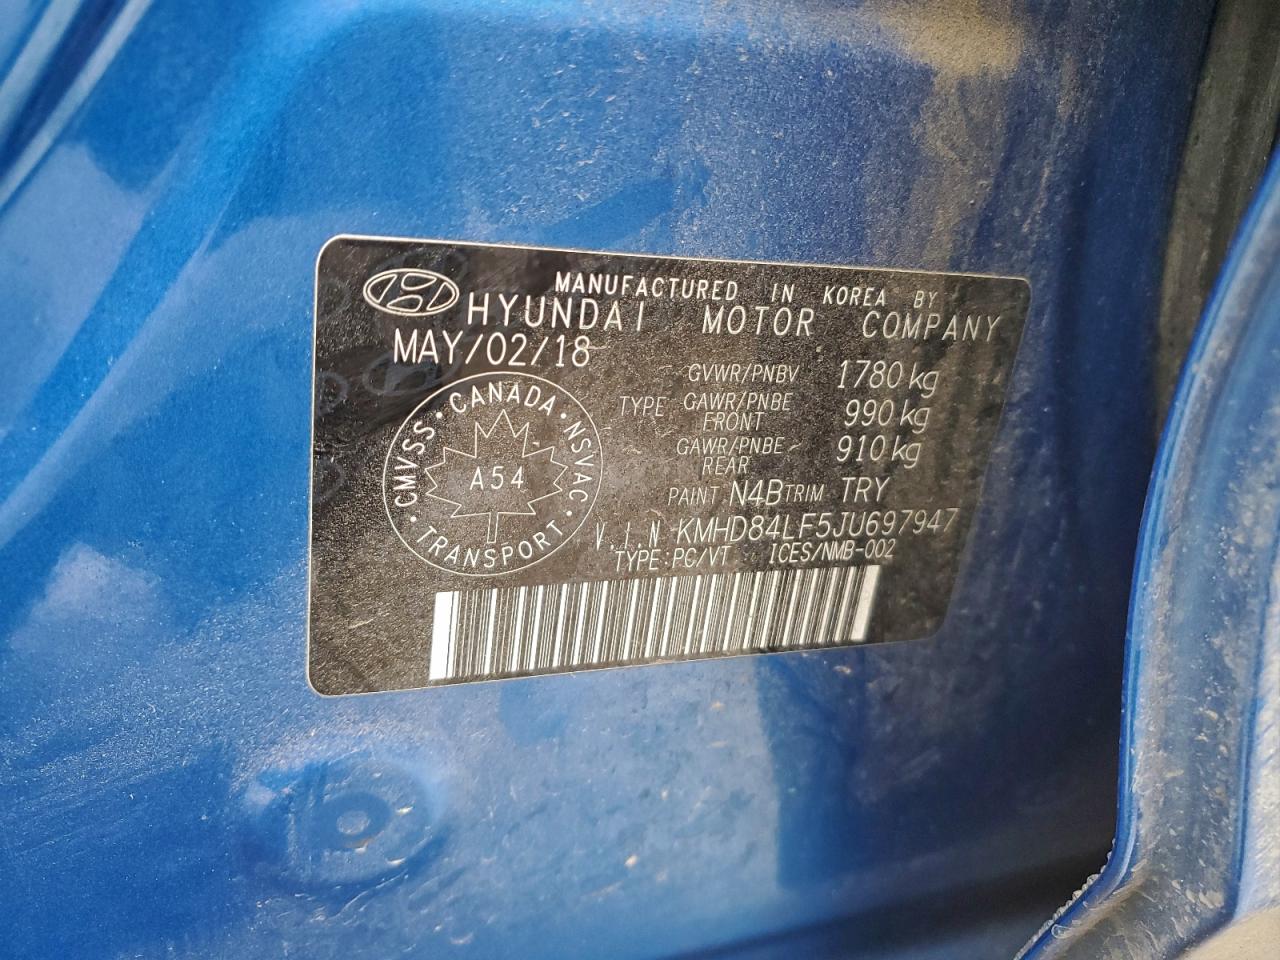 MANUFACTURED IN KOREA BY
HYUNDAI MOTOR COMPANY
MAY/02/18
GVWR/PNBV 1780 kg
TYPE GAWR/PNBE FRONT 990 kg
GAWR/PNBE REAR 910 kg
PAINT N4B TRIM TRY
V.I.N KMHD84LF5JU697947
TYPE:PC/VT ICES/NMB-002
CANADA · NSVAC · TRANSPORT · CMVSS ·
A54